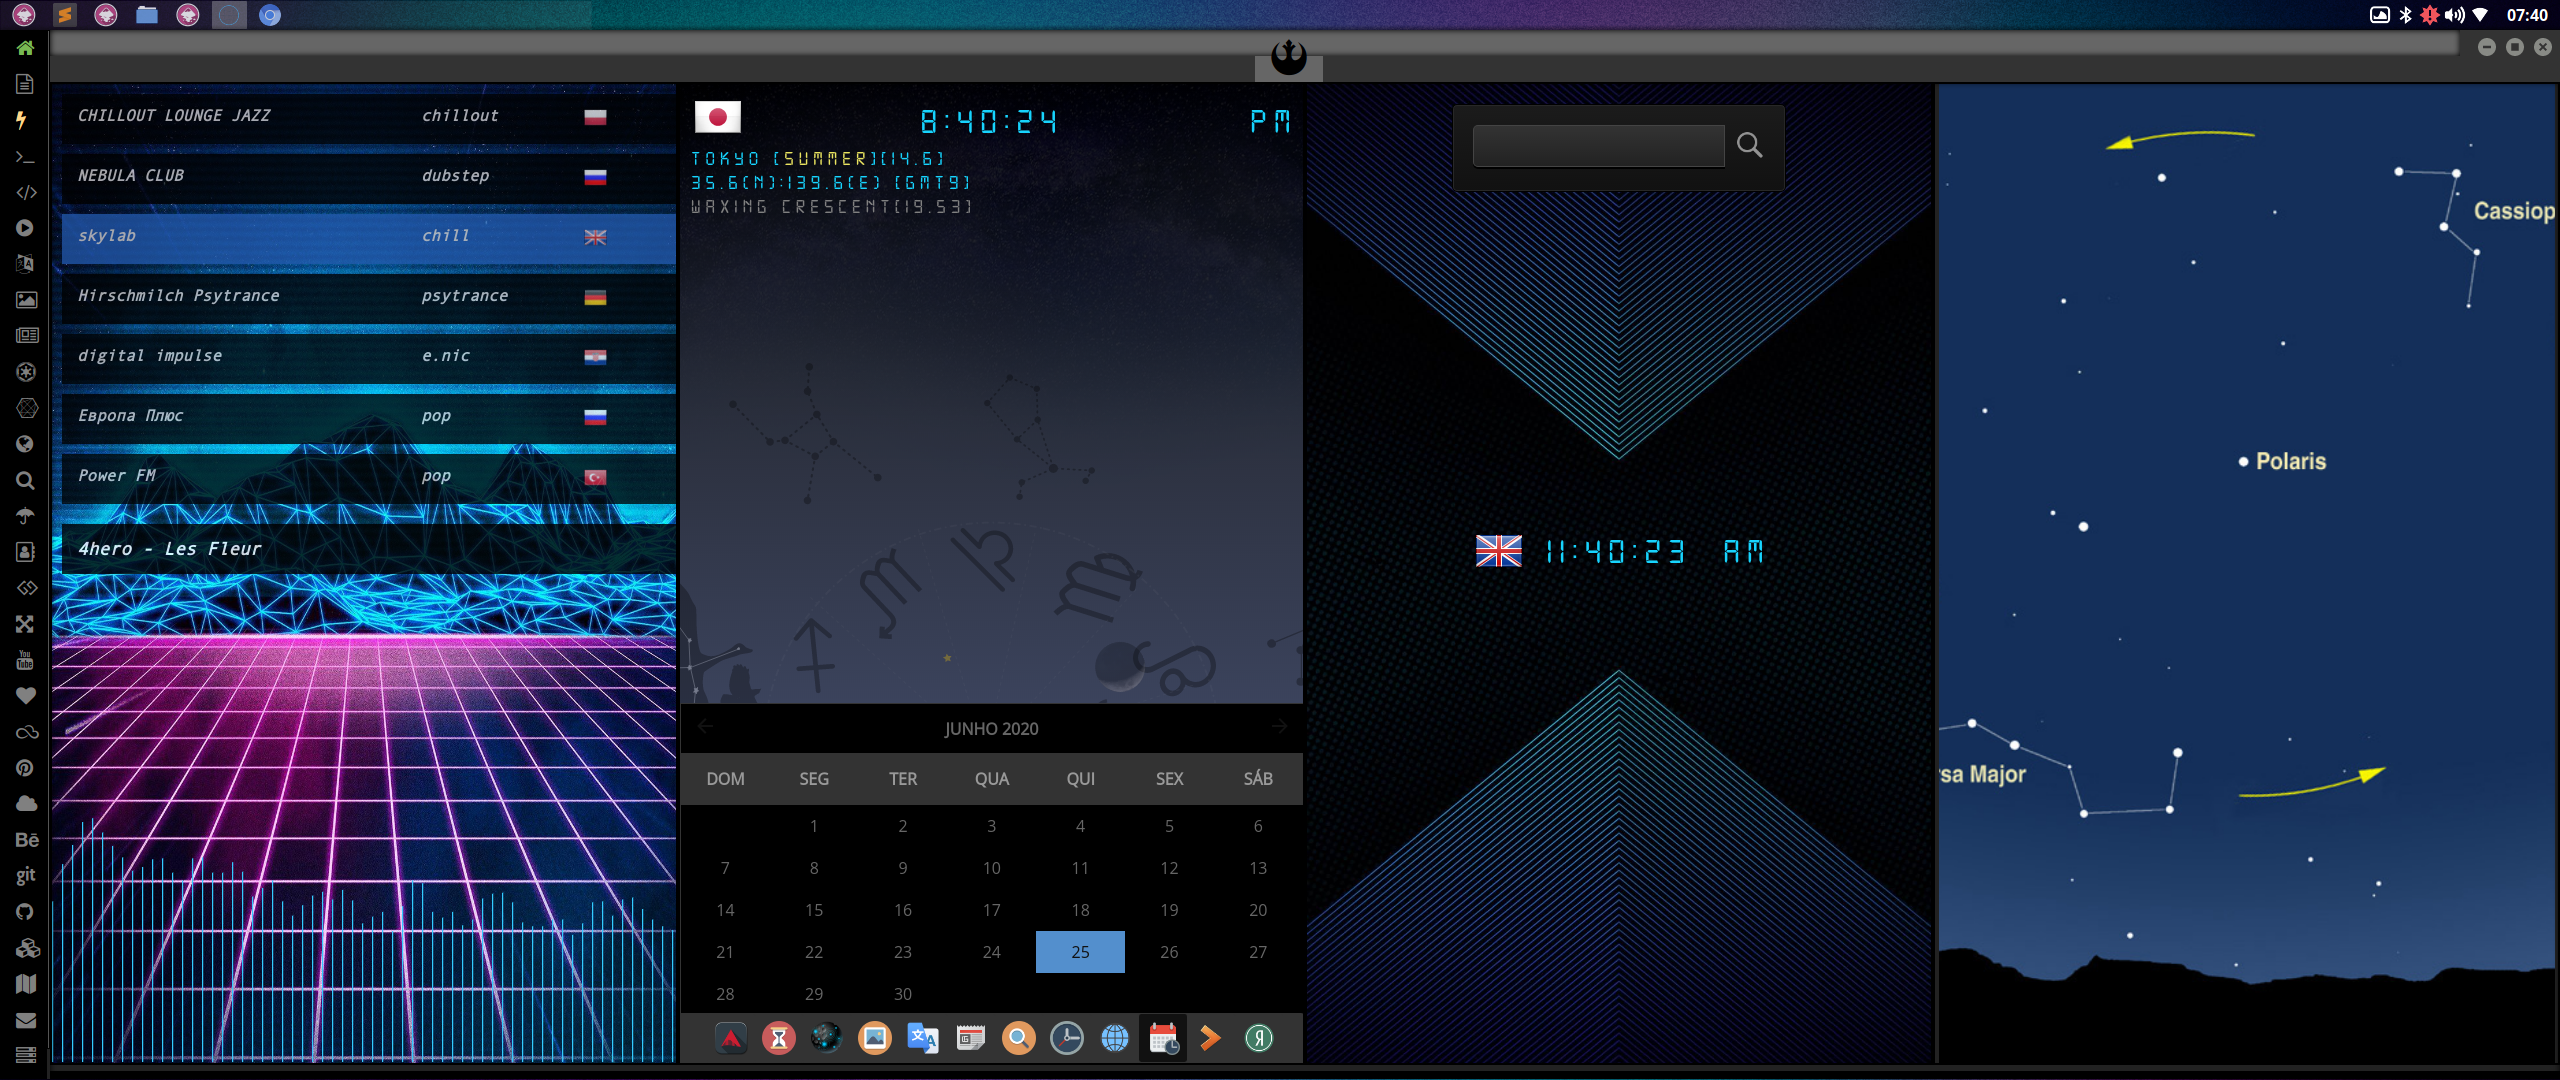 07:40
CHILLOUT LOUNGE JAZZ chillout
NEBULA CLUB dubstep
skylab chill
Hirschmilch Psytrance psytrance
digital impulse e.nic
Европа Плюс pop
Power FM pop
4hero - Les Fleur
You
Tube
Bē
git
8:40:24 PM
TOKYO [SUMMER][14.6]
35.6(N):139.6(E) [GMT9]
WAXING CRESCENT[19.53]
JUNHO 2020
DOM SEG TER QUA QUI SEX SÁB
1 2 3 4 5 6
7 8 9 10 11 12 13
14 15 16 17 18 19 20
21 22 23 24 25 26 27
28 29 30
文 A
Я
11:40:23 AM
Cassiop
Polaris
rsa Major